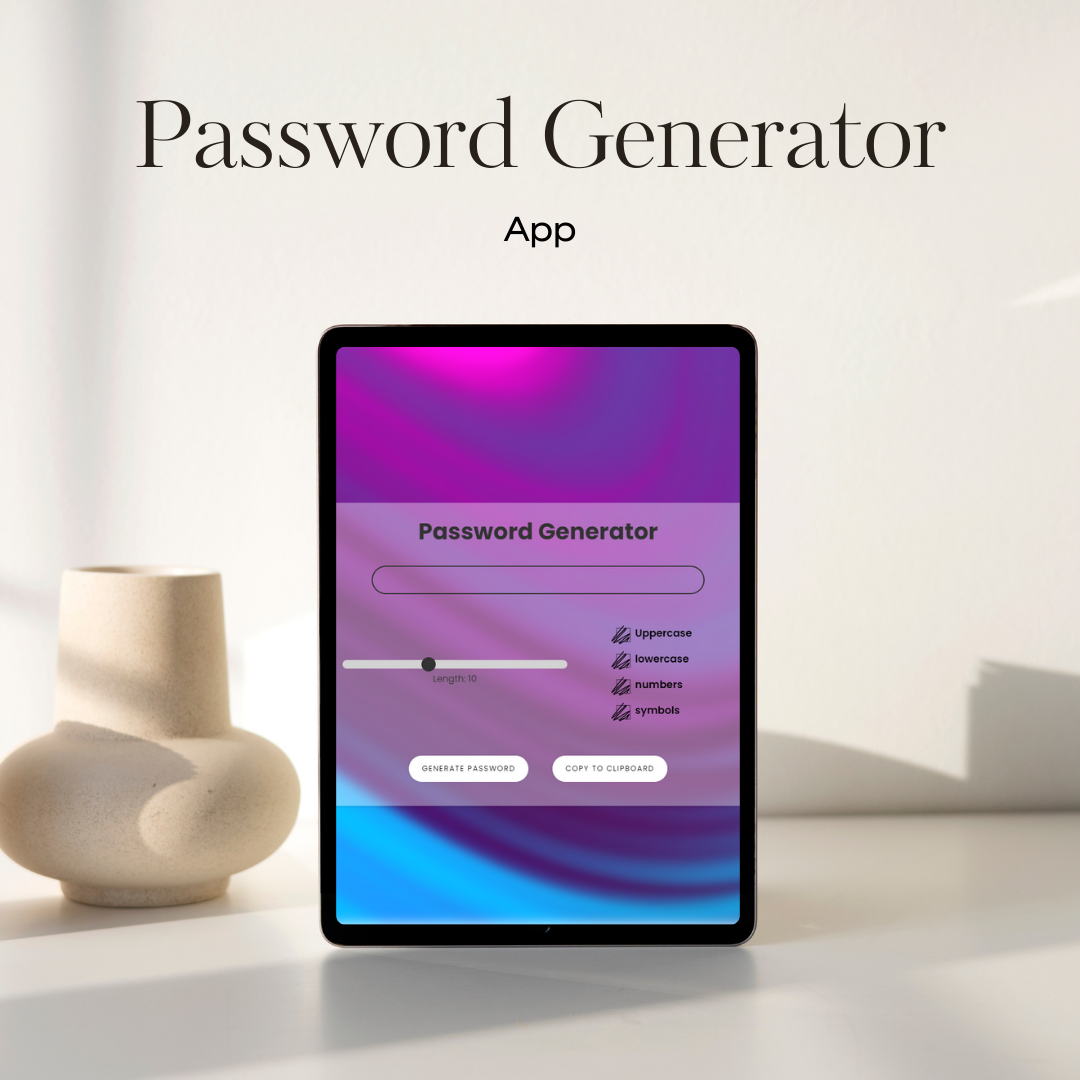 Password Generator
App
Password Generator
Uppercase
lowercase
numbers
symbols
Length: 10
GENERATE PASSWORD
COPY TO CLIPBOARD